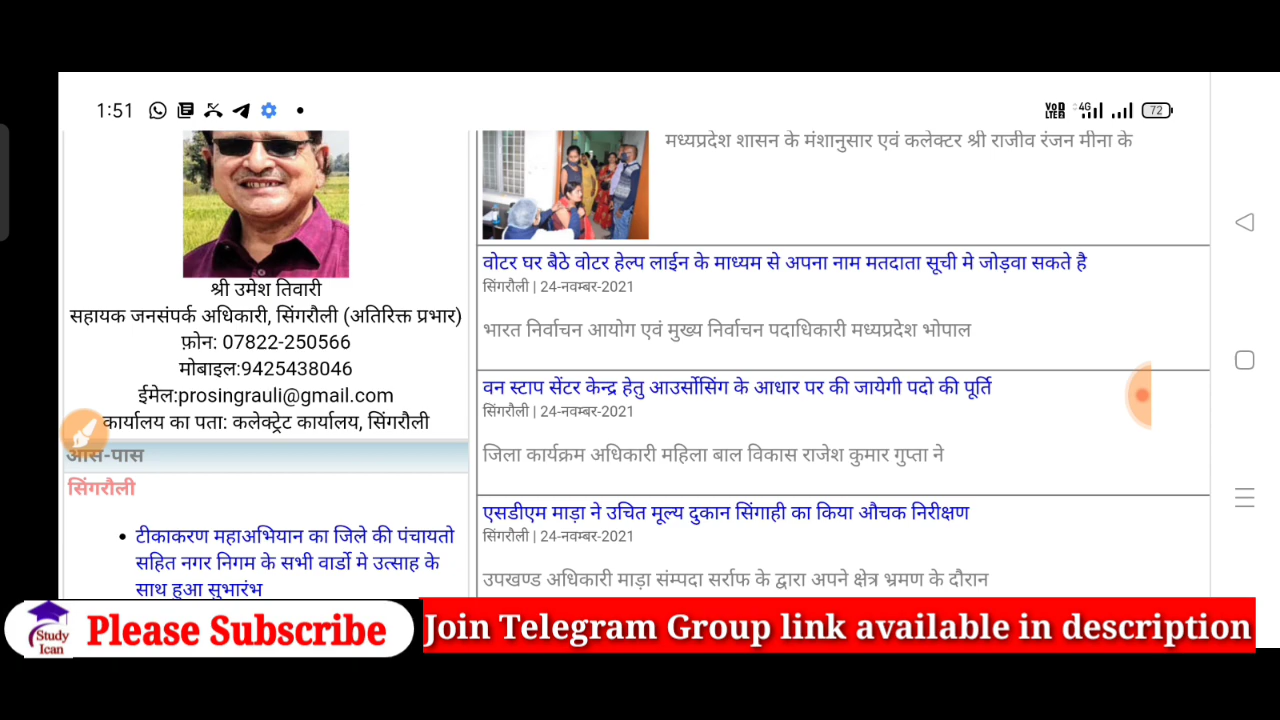 1:51
VoD LTE2 4G 72
श्री उमेश तिवारी
सहायक जनसंपर्क अधिकारी, सिंगरौली (अतिरिक्त प्रभार)
फ़ोन: 07822-250566
मोबाइल:9425438046
ईमेल:prosingrauli@gmail.com
कार्यालय का पता: कलेक्ट्रेट कार्यालय, सिंगरौली
आस-पास
सिंगरौली
टीकाकरण महाअभियान का जिले की पंचायतो
सहित नगर निगम के सभी वार्डो मे उत्साह के
साथ हुआ सुभारंभ
मध्यप्रदेश शासन के मंशानुसार एवं कलेक्टर श्री राजीव रंजन मीना के
वोटर घर बैठे वोटर हेल्प लाईन के माध्यम से अपना नाम मतदाता सूची मे जोड़वा सकते है
सिंगरौली | 24-नवम्बर-2021
भारत निर्वाचन आयोग एवं मुख्य निर्वाचन पदाधिकारी मध्यप्रदेश भोपाल
वन स्टाप सेंटर केन्द्र हेतु आउर्सोसिंग के आधार पर की जायेगी पदो की पूर्ति
सिंगरौली | 24-नवम्बर-2021
जिला कार्यक्रम अधिकारी महिला बाल विकास राजेश कुमार गुप्ता ने
एसडीएम माड़ा ने उचित मूल्य दुकान सिंगाही का किया औचक निरीक्षण
सिंगरौली | 24-नवम्बर-2021
उपखण्ड अधिकारी माड़ा संम्पदा सर्राफ के द्वारा अपने क्षेत्र भ्रमण के दौरान
Study
Ican
Please Subscribe
Join Telegram Group link available in description